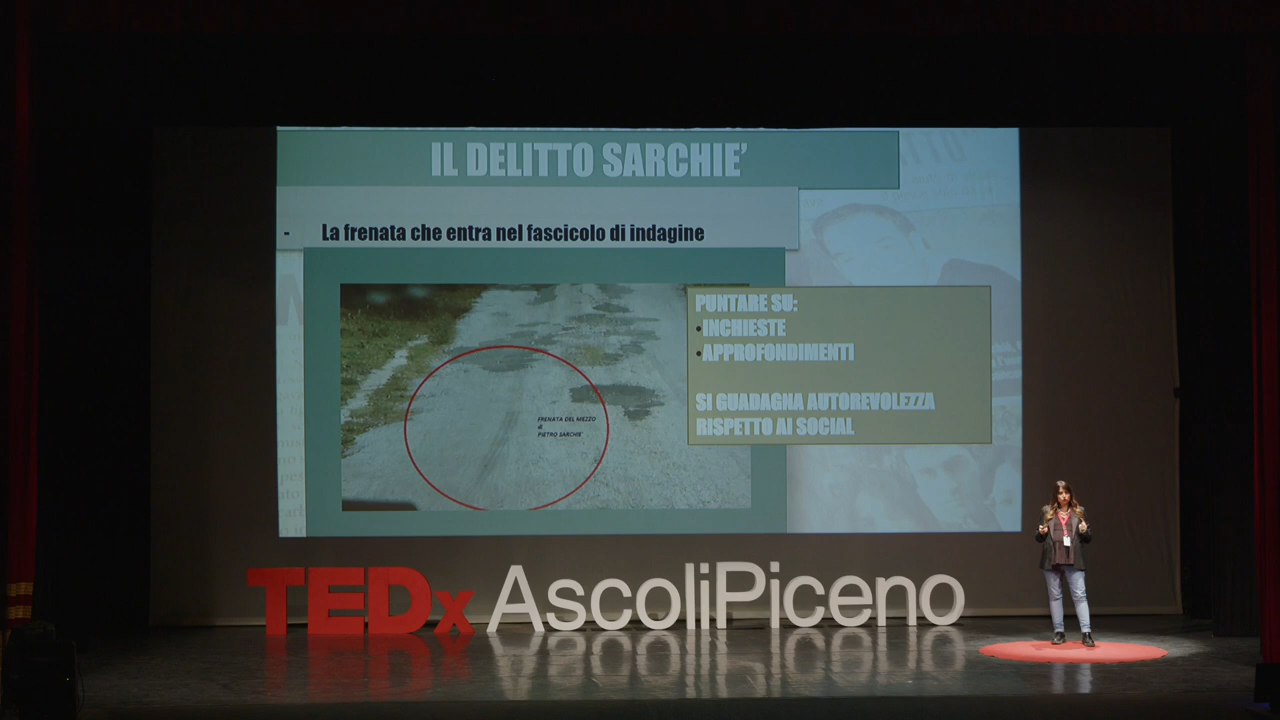 IL DELITTO SARCHIE'
- La frenata che entra nel fascicolo di indagine
FRENATA DEL MEZZO
di
PIETRO SARCHIE'
PUNTARE SU:
•INCHIESTE
•APPROFONDIMENTI
SI GUADAGNA AUTOREVOLEZZA
RISPETTO AI SOCIAL
TEDx AscoliPiceno